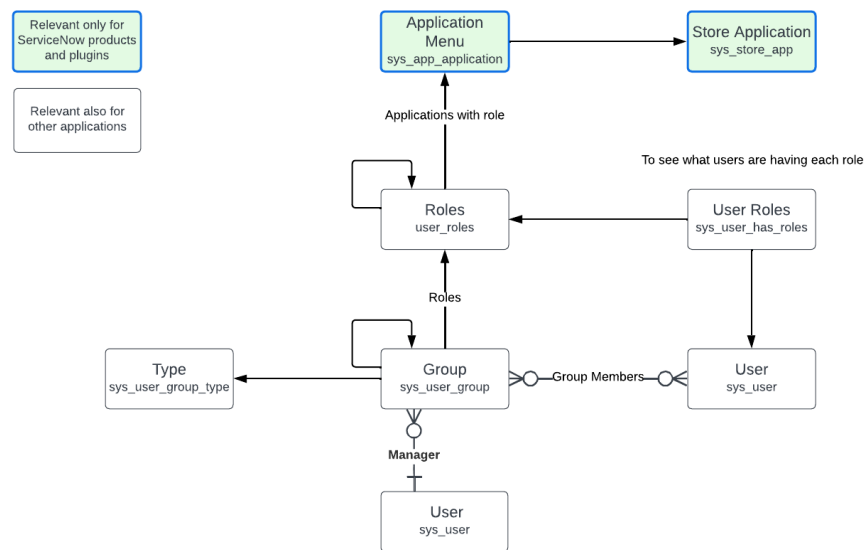 Relevant only for
ServiceNow products
and plugins
Application
Menu
sys_app_application
Store Application
sys_store_app
Relevant also for
other applications
Applications with role
To see what users are having each role
Roles
user_roles
User Roles
sys_user_has_roles
Roles
Type
sys_user_group_type
Group
sys_user_group
Group Members
User
sys_user
Manager
User
sys_user